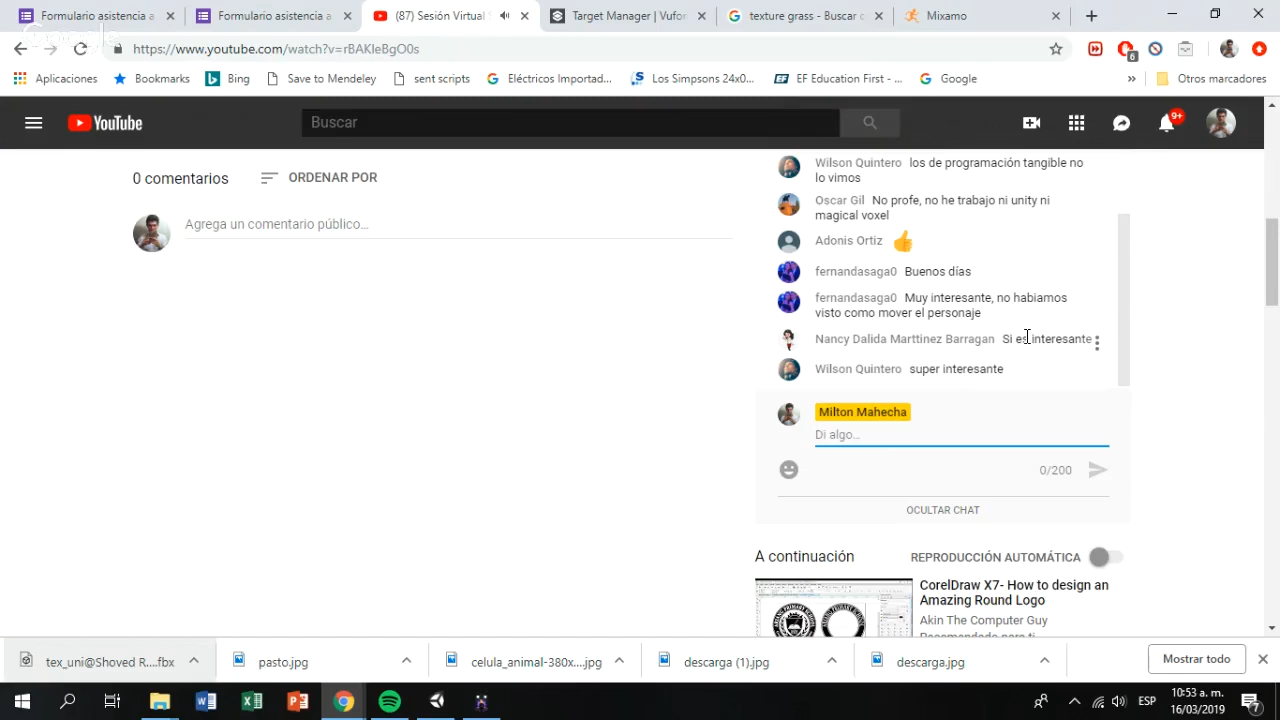 Formulario asistencia a
Formulario asistencia a
(87) Sesión Virtual S
Target Manager | Vufor
texture grass - Buscar c
Mixamo
https://www.youtube.com/watch?v=rBAKleBgO0s
6
Aplicaciones
Bookmarks
Bing
Save to Mendeley
sent scripts
Eléctricos Importad...
Los Simpsons 24x0...
EF Education First - ...
Google
»
Otros marcadores
YouTube
Buscar
9+
0 comentarios
ORDENAR POR
Agrega un comentario público...
Wilson Quintero los de programación tangible no
lo vimos
Oscar Gil No profe, no he trabajo ni unity ni
magical voxel
Adonis Ortiz
fernandasaga0 Buenos días
fernandasaga0 Muy interesante, no habiamos
visto como mover el personaje
Nancy Dalida Marttinez Barragan Si es interesante
Wilson Quintero super interesante
Milton Mahecha
Di algo...
0/200
OCULTAR CHAT
A continuación
REPRODUCCIÓN AUTOMÁTICA
CorelDraw X7- How to design an
Amazing Round Logo
Akin The Computer Guy
Recomendado para ti
tex_uni@Shoved R....fbx
pasto.jpg
celula_animal-380x....jpg
descarga (1).jpg
descarga.jpg
Mostrar todo
ESP
10:53 a. m.
16/03/2019
7